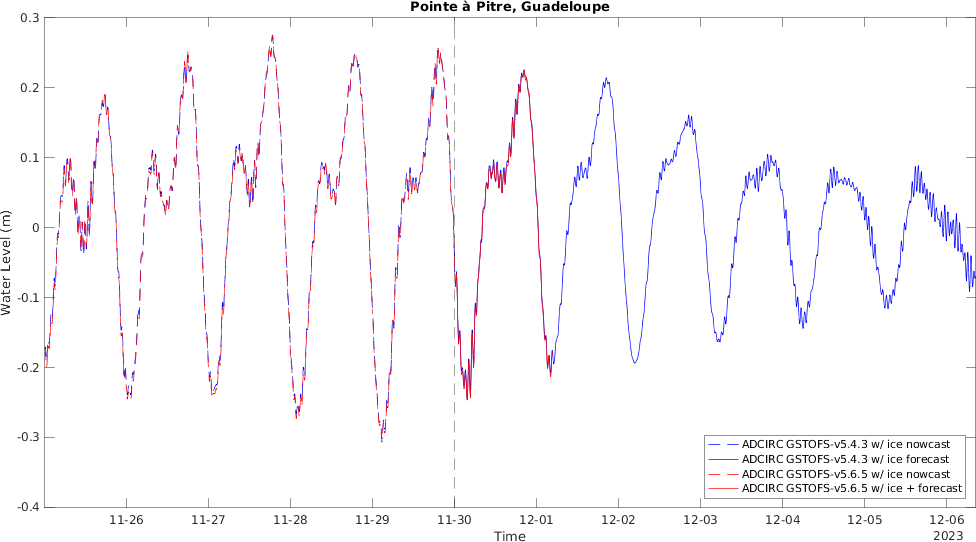 Pointe à Pitre, Guadeloupe
0.3
0.2
0.1
0
-0.1
-0.2
-0.3
-0.4
Water Level (m)
ADCIRC GSTOFS-v5.4.3 w/ ice nowcast
ADCIRC GSTOFS-v5.4.3 w/ ice forecast
ADCIRC GSTOFS-v5.6.5 w/ ice nowcast
ADCIRC GSTOFS-v5.6.5 w/ ice + forecast
11-26 11-27 11-28 11-29 11-30 12-01 12-02 12-03 12-04 12-05 12-06
Time
2023